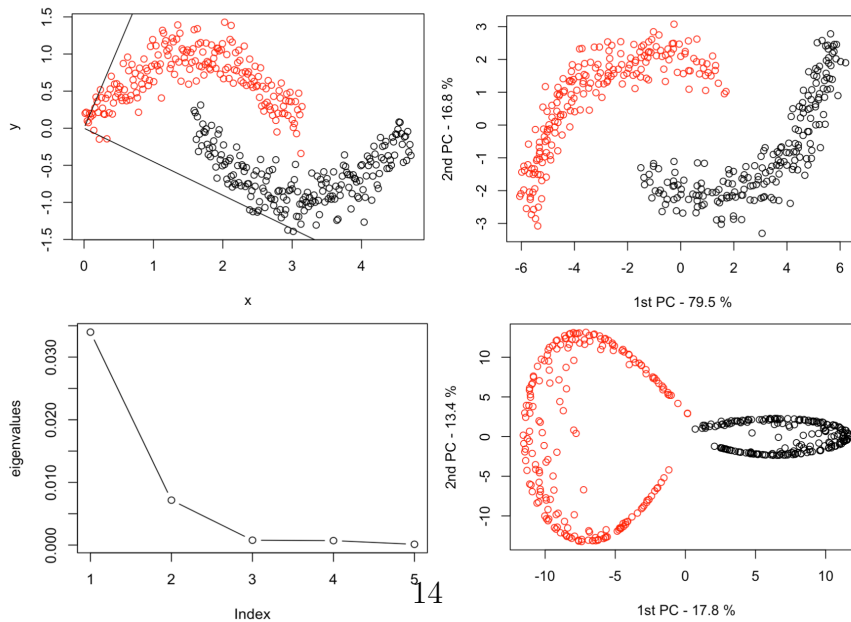 1.5
1.0
0.5
0.0
-0.5
-1.0
-1.5
y
0 1 2 3 4
x
3
2
1
0
-1
-2
-3
2nd PC - 16.8 %
-6 -4 -2 0 2 4 6
1st PC - 79.5 %
0.030
0.020
0.010
0.000
eigenvalues
1 2 3 4 5
Index
10
5
0
-5
-10
2nd PC - 13.4 %
-10 -5 0 5 10
1st PC - 17.8 %
14